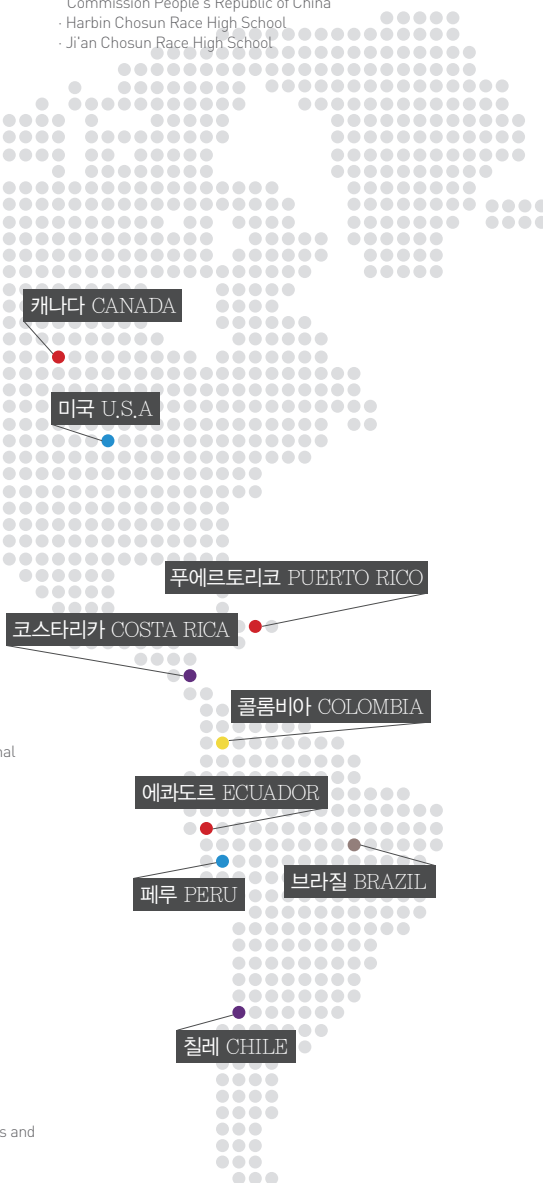 Commission People's Republic of China
· Harbin Chosun Race High School
· Ji'an Chosun Race High School
캐나다 CANADA
미국 U.S.A
푸에르토리코 PUERTO RICO
코스타리카 COSTA RICA
콜롬비아 COLOMBIA
nal
에콰도르 ECUADOR
페루 PERU
브라질 BRAZIL
칠레 CHILE
s and